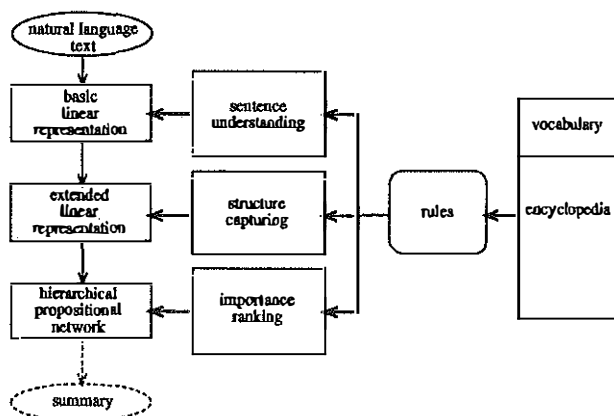 natural language
text
basic
linear
representation
sentence
understanding
vocabulary
extended
linear
representation
structure
capturing
rules
encyclopedia
hierarchical
propositional
network
importance
ranking
summary